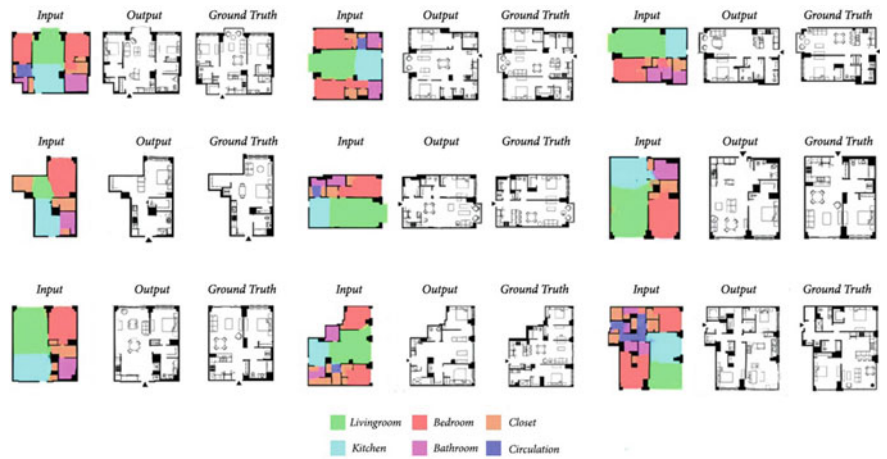 Input Output Ground Truth Input Output Ground Truth Input Output Ground Truth
Input Output Ground Truth Input Output Ground Truth Input Output Ground Truth
Input Output Ground Truth Input Output Ground Truth Input Output Ground Truth
Livingroom Bedroom Closet
Kitchen Bathroom Circulation